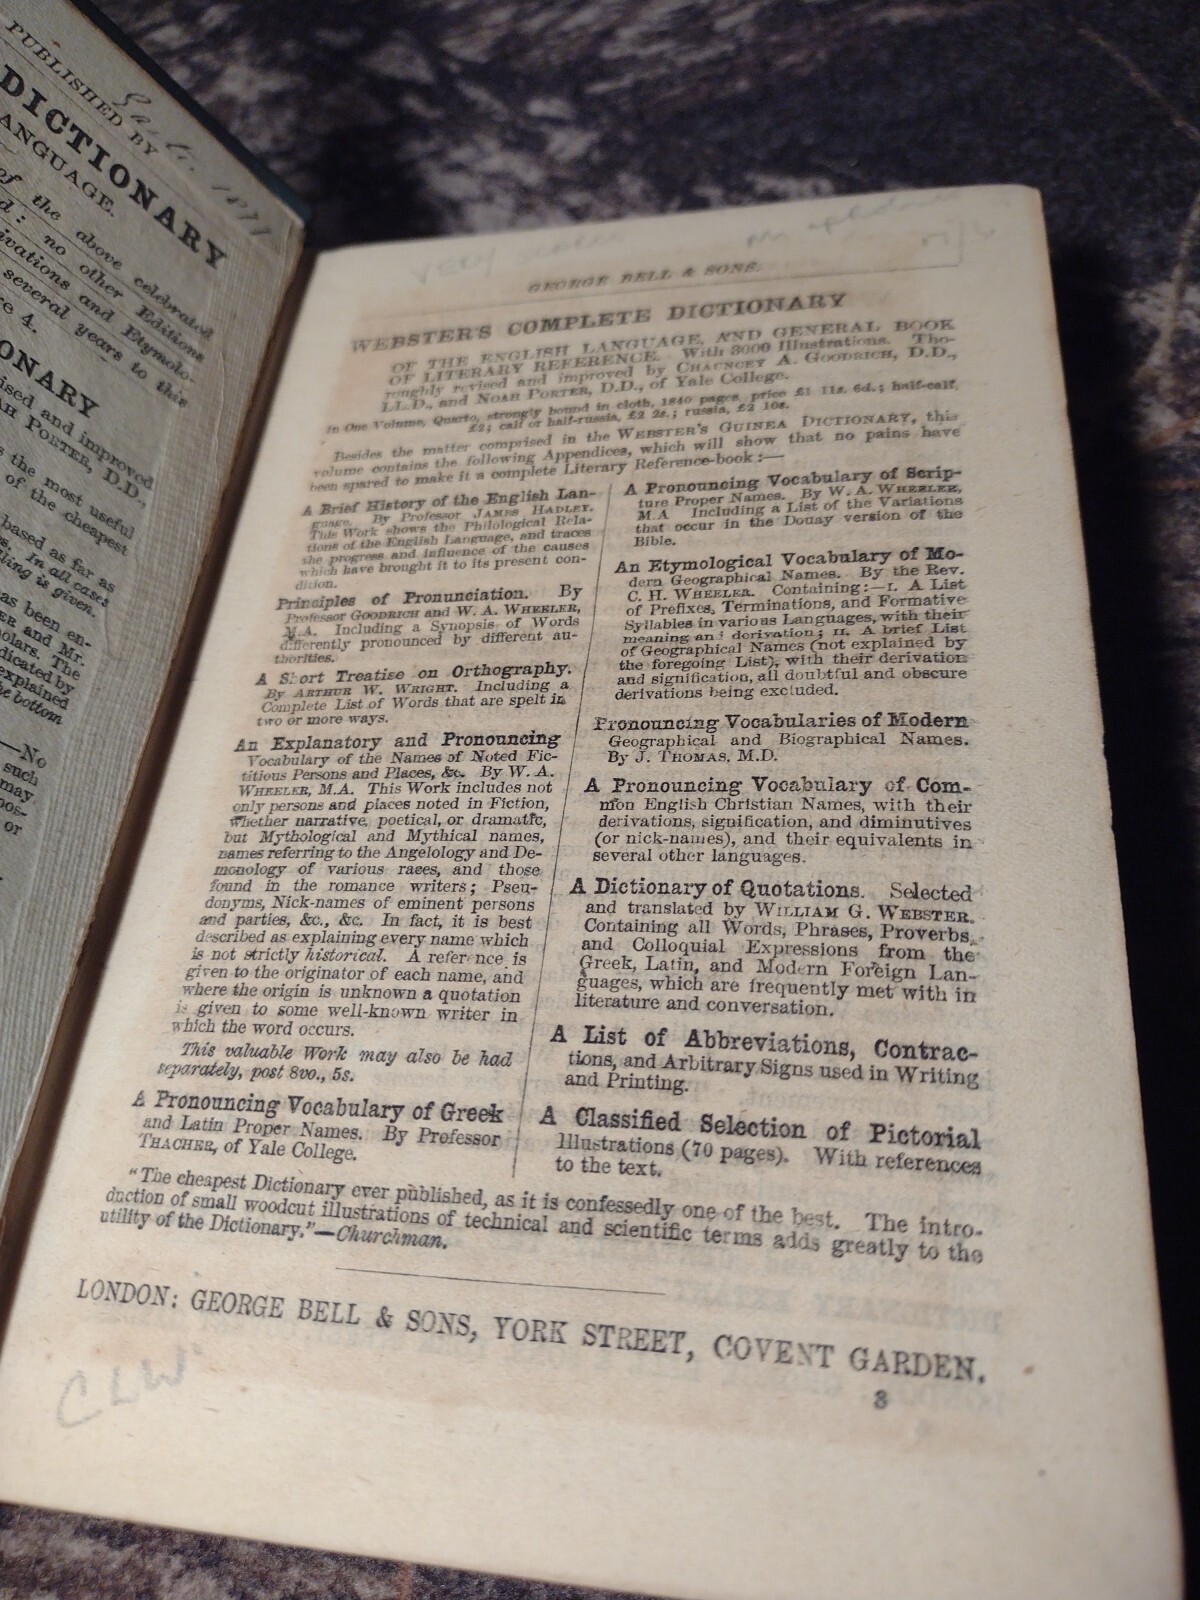 PUBLISHED BY
DICTIONARY
ANGUAGE.
of the above celebrated
d: no other Editions
ivations and Etymolo-
several years to this
re 4.
ONARY
ised and improved
AH PORTER, D.D.,
s the most useful
of the cheapest
based as far as
s. In all cases
ling is given.
as been en-
ER and Mr.
olars. The
dicated by
explained
he bottom
—No
such
may
pos-
or
VERY
GEORGE BELL & SONS.
WEBSTER'S COMPLETE DICTIONARY
OF THE ENGLISH LANGUAGE, AND GENERAL BOOK
OF LITERARY REFERENCE. With 3000 Illustrations. Tho-
roughly revised and improved by CHAUNCEY A. GOODRICH, D.D.,
LL.D., and NOAH PORTER, D.D., of Yale College.
In One Volume, Quarto, strongly bound in cloth, 1840 pages, price £1 11s. 6d.; half-calf,
£2; calf or half-russia, £2 2s.; russia, £2 10s.
Besides the matter comprised in the WEBSTER'S GUINEA DICTIONARY, this
volume contains the following Appendices, which will show that no pains have
been spared to make it a complete Literary Reference-book:—
A Brief History of the English Lan-
guage. By Professor JAMES HADLEY.
This Work shows the Philological Rela-
tions of the English Language, and traces
the progress and influence of the causes
which have brought it to its present con-
dition.
Principles of Pronunciation. By
Professor GOODRICH and W. A. WHEELER,
M.A. Including a Synopsis of Words
differently pronounced by different au-
thorities.
A Short Treatise on Orthography.
By ARTHUR W. WRIGHT. Including a
Complete List of Words that are spelt in
two or more ways.
An Explanatory and Pronouncing
Vocabulary of the Names of Noted Fic-
titious Persons and Places, &c. By W. A.
WHEELER, M.A. This Work includes not
only persons and places noted in Fiction,
whether narrative, poetical, or dramatic,
but Mythological and Mythical names,
names referring to the Angelology and De-
monology of various races, and those
found in the romance writers; Pseu-
donyms, Nick-names of eminent persons
and parties, &c., &c. In fact, it is best
described as explaining every name which
is not strictly historical. A reference is
given to the originator of each name, and
where the origin is unknown a quotation
is given to some well-known writer in
which the word occurs.
This valuable Work may also be had
separately, post 8vo., 5s.
A Pronouncing Vocabulary of Greek
and Latin Proper Names. By Professor
THACHER, of Yale College.
A Pronouncing Vocabulary of Scrip-
ture Proper Names. By W. A. WHEELER,
M.A. Including a List of the Variations
that occur in the Douay version of the
Bible.
An Etymological Vocabulary of Mo-
dern Geographical Names. By the Rev.
C. H. WHEELER. Containing:—I. A List
of Prefixes, Terminations, and Formative
Syllables in various Languages, with their
meaning and derivation; II. A brief List
of Geographical Names (not explained by
the foregoing List), with their derivation
and signification, all doubtful and obscure
derivations being excluded.
Pronouncing Vocabularies of Modern
Geographical and Biographical Names.
By J. THOMAS, M.D.
A Pronouncing Vocabulary of Com-
mon English Christian Names, with their
derivations, signification, and diminutives
(or nick-names), and their equivalents in
several other languages.
A Dictionary of Quotations. Selected
and translated by WILLIAM G. WEBSTER.
Containing all Words, Phrases, Proverbs,
and Colloquial Expressions from the
Greek, Latin, and Modern Foreign Lan-
guages, which are frequently met with in
literature and conversation.
A List of Abbreviations, Contrac-
tions, and Arbitrary Signs used in Writing
and Printing.
A Classified Selection of Pictorial
Illustrations (70 pages). With references
to the text.
"The cheapest Dictionary ever published, as it is confessedly one of the best. The intro-
duction of small woodcut illustrations of technical and scientific terms adds greatly to the
utility of the Dictionary."—Churchman.
LONDON: GEORGE BELL & SONS, YORK STREET, COVENT GARDEN.
3
CLW